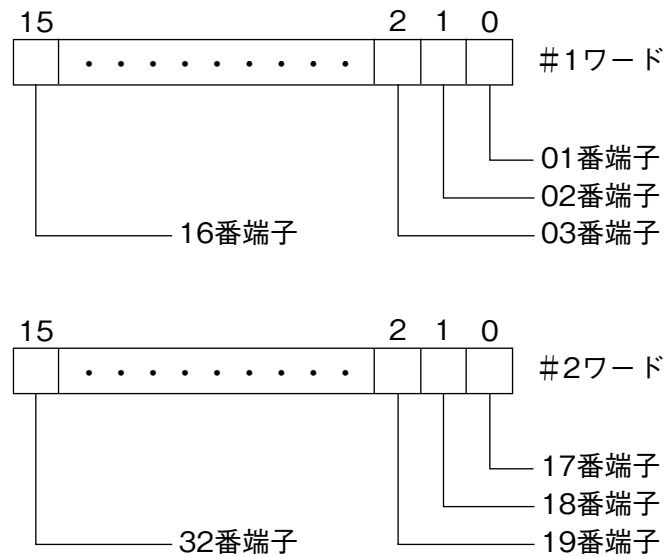 15 2 1 0
・・・・・・・・・ #1ワード
01番端子
02番端子
16番端子 03番端子
15 2 1 0
・・・・・・・・・ #2ワード
17番端子
18番端子
32番端子 19番端子